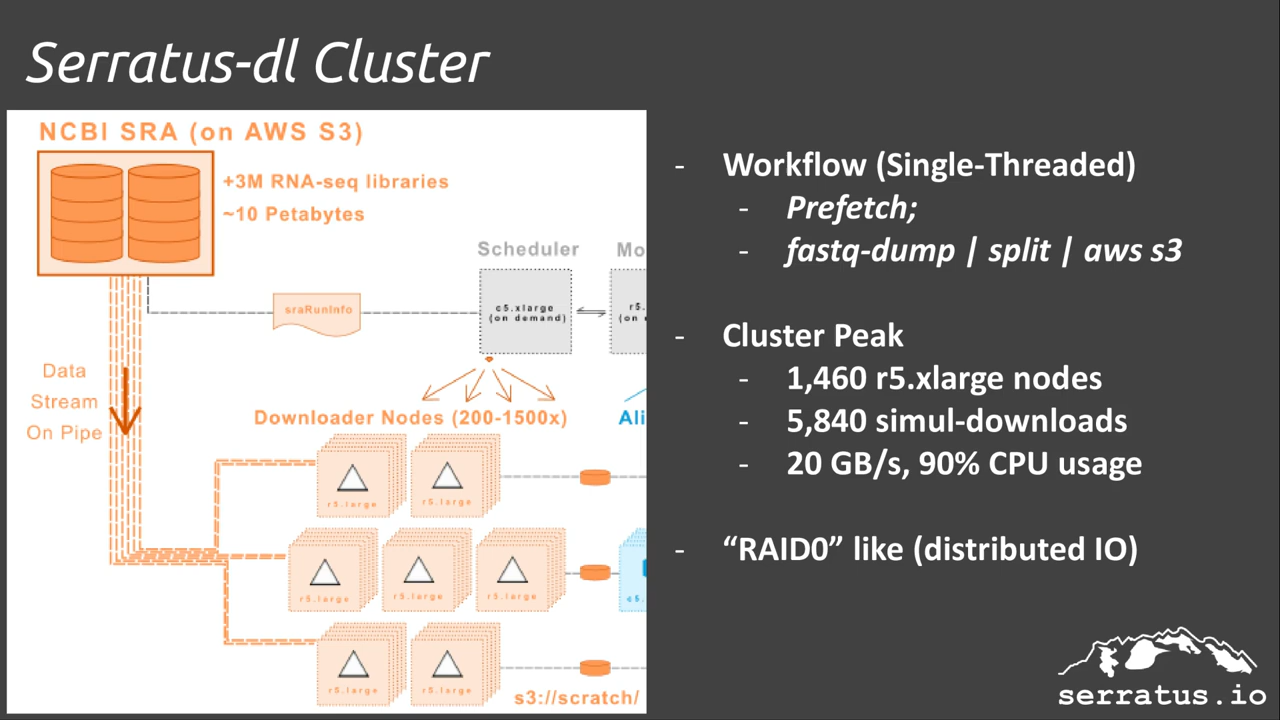 Serratus-dl Cluster
NCBI SRA (on AWS S3)
+3M RNA-seq libraries
~10 Petabytes
Scheduler
Mo
sraRunInfo
c5.xlarge
(on demand)
r5.
(on
Data
Stream
On Pipe
Downloader Nodes (200-1500x)
Ali
r5.large
r5.large
r5.large
r5.large
r5.large
c5.
r5.large
r5.large
s3://scratch/
- Workflow (Single-Threaded)
- Prefetch;
- fastq-dump | split | aws s3
- Cluster Peak
- 1,460 r5.xlarge nodes
- 5,840 simul-downloads
- 20 GB/s, 90% CPU usage
- “RAID0” like (distributed IO)
serratus.io